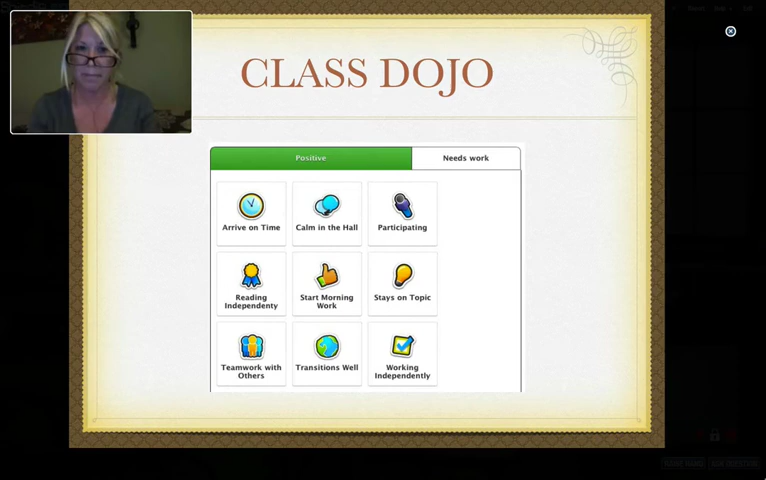 CLASS DOJO
Positive
Needs work
Arrive on Time
Calm in the Hall
Participating
Reading
Independenty
Start Morning
Work
Stays on Topic
Teamwork with
Others
Transitions Well
Working
Independently